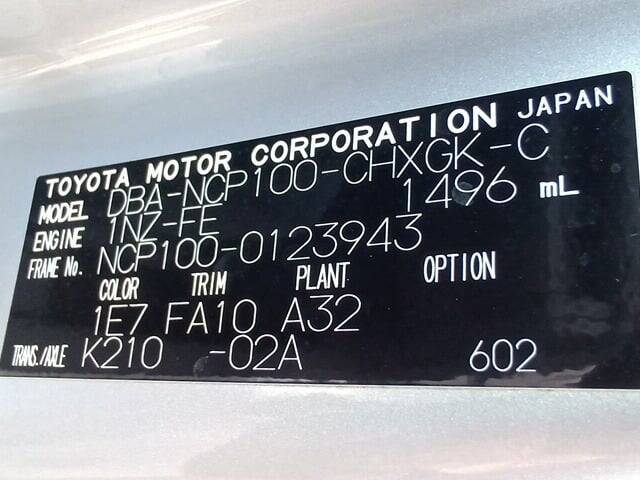 TOYOTA MOTOR CORPORATION JAPAN
MODEL DBA-NCP100-CHXGK-C
ENGINE 1NZ-FE 1496 mL
FRAME No. NCP100-0123943
COLOR TRIM PLANT OPTION
1E7 FA10 A32
TRANS./AXLE K210 -02A 602